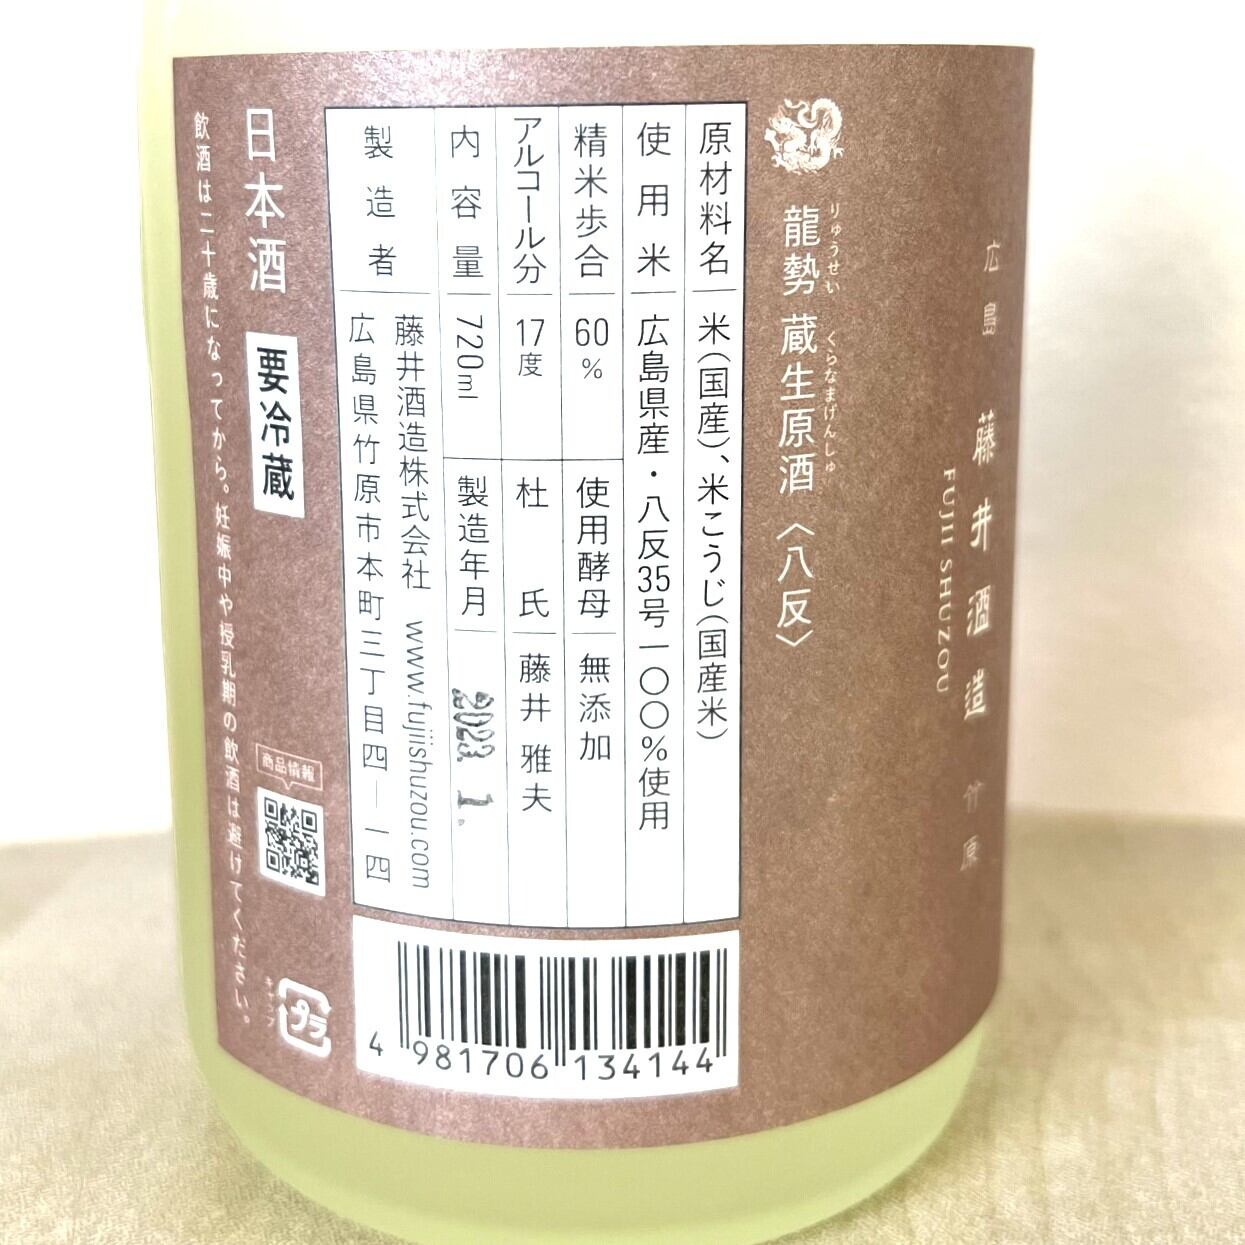 広島 藤井酒造 竹原
FUJII SHUZOU
りゅうせい くらなまげんしゅ
龍勢 蔵生原酒〈八反〉
原材料名 米(国産)、米こうじ(国産米)
使用米 広島県産・八反35号一〇〇%使用
精米歩合 60% 使用酵母 無添加
アルコール分 17度 杜氏 藤井 雅夫
内容量 720ml 製造年月 2023. 1.
製造者 藤井酒造株式会社 www.fujiishuzou.com
広島県竹原市本町三丁目四―一四
日本酒 要冷蔵
商品情報
飲酒は二十歳になってから。妊娠中や授乳期の飲酒は避けてください。
キャップ
プラ
4 981706 134144